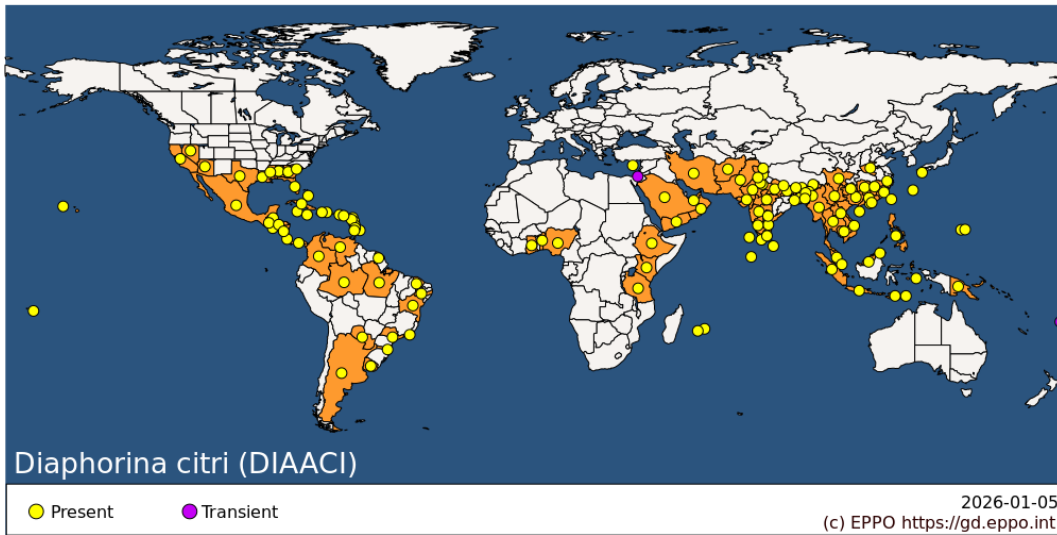 Diaphorina citri (DIAACI)
Present
Transient
2026-01-05
(c) EPPO https://gd.eppo.int